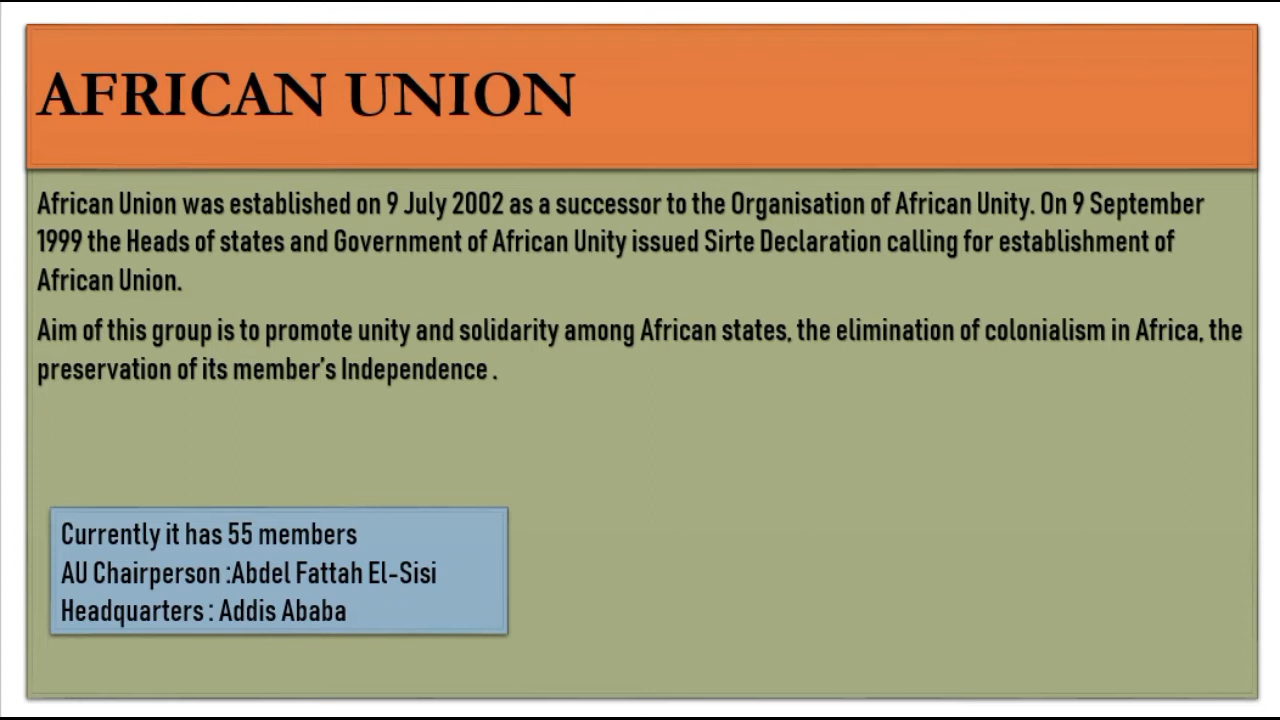 AFRICAN UNION
African Union was established on 9 July 2002 as a successor to the Organisation of African Unity. On 9 September
1999 the Heads of states and Government of African Unity issued Sirte Declaration calling for establishment of
African Union.
Aim of this group is to promote unity and solidarity among African states, the elimination of colonialism in Africa, the
preservation of its member's Independence .
Currently it has 55 members
AU Chairperson :Abdel Fattah El-Sisi
Headquarters : Addis Ababa